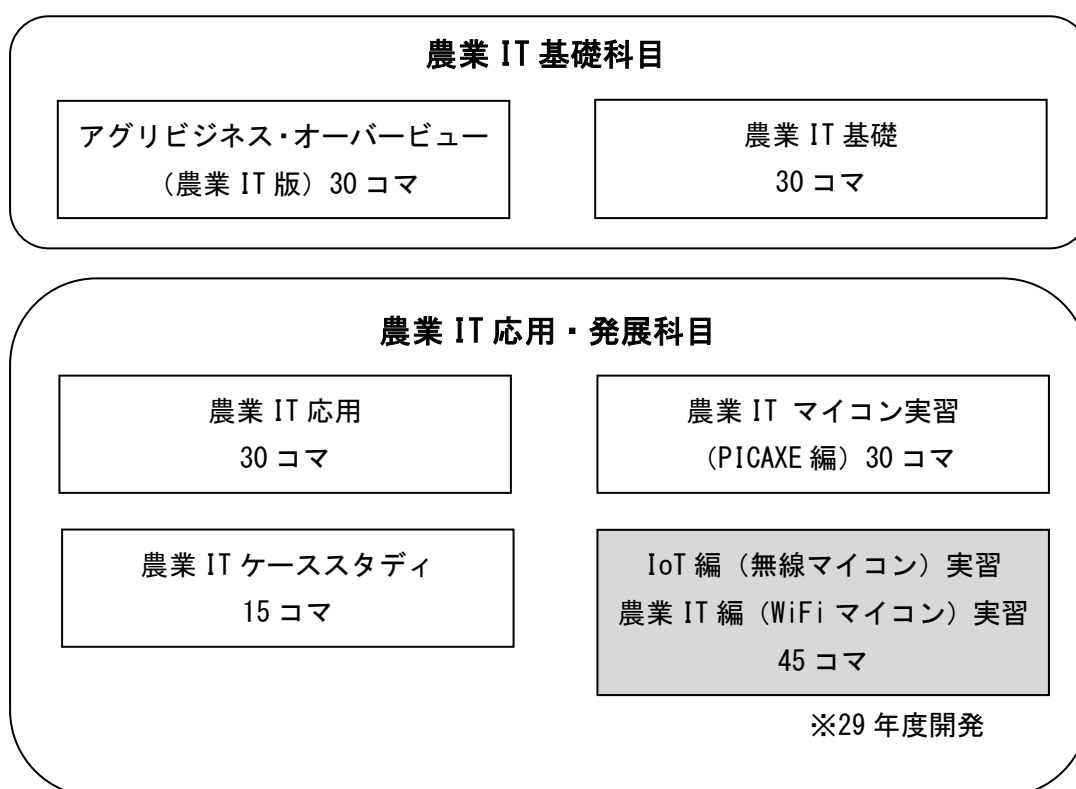 農業 IT 基礎科目
アグリビジネス・オーバービュー
（農業 IT 版）30 コマ
農業 IT 基礎
30 コマ
農業 IT 応用・発展科目
農業 IT 応用
30 コマ
農業 IT マイコン実習
（PICAXE 編）30 コマ
農業 IT ケーススタディ
15 コマ
IoT 編（無線マイコン）実習
農業 IT 編（WiFi マイコン）実習
45 コマ
※29 年度開発